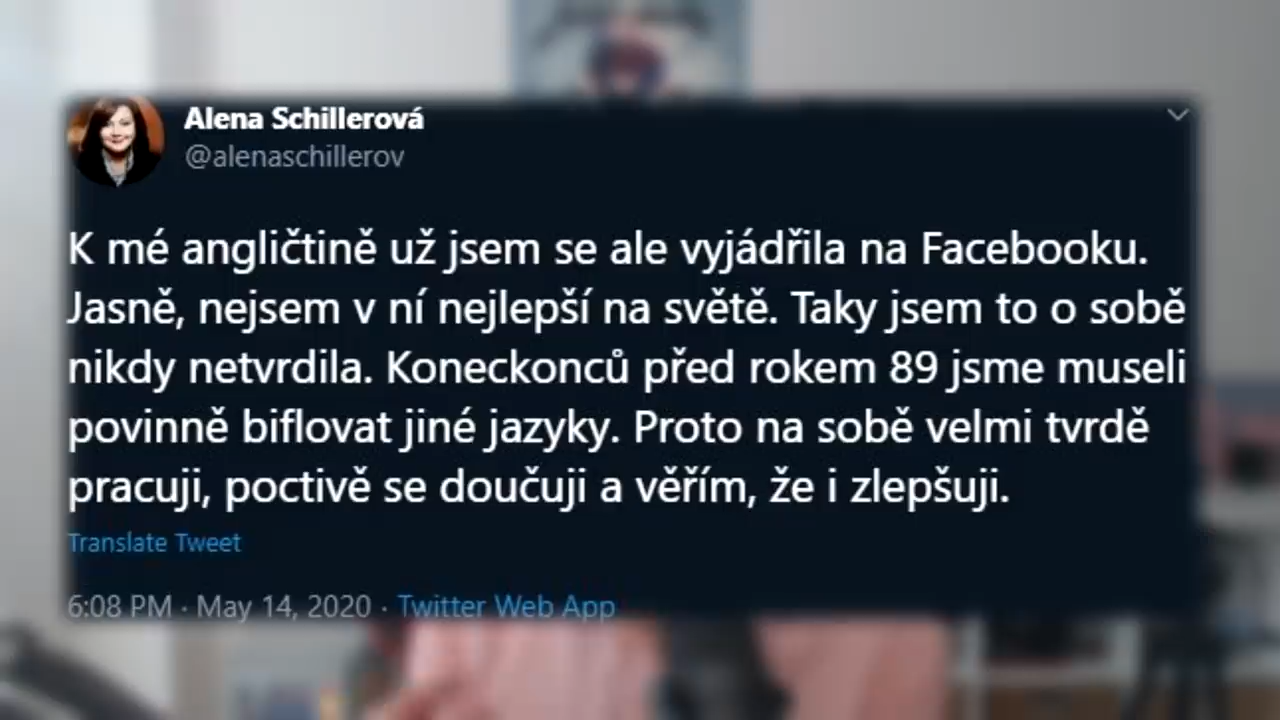 Alena Schillerová
@alenaschillerov
K mé angličtině už jsem se ale vyjádřila na Facebooku.
Jasně, nejsem v ní nejlepší na světě. Taky jsem to o sobě
nikdy netvrdila. Koneckonců před rokem 89 jsme museli
povinně biflovat jiné jazyky. Proto na sobě velmi tvrdě
pracuji, poctivě se doučuji a věřím, že i zlepšuji.
Translate Tweet
6:08 PM · May 14, 2020 · Twitter Web App